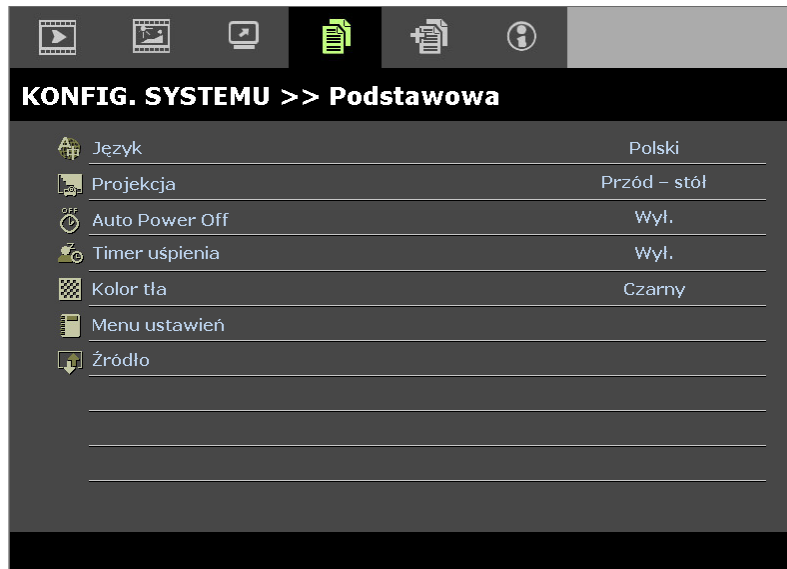 KONFIG. SYSTEMU >> Podstawowa
Język Polski
Projekcja Przód – stół
OFF
Auto Power Off Wył.
Timer uśpienia Wył.
Kolor tła Czarny
Menu ustawień
Źródło